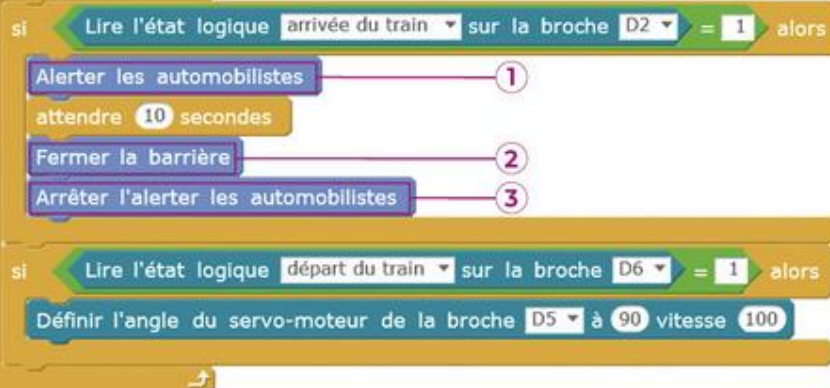 si Lire l'état logique arrivée du train sur la broche D2 = 1 alors
Alerter les automobilistes 1
attendre 10 secondes
Fermer la barrière 2
Arrêter l'alerter les automobilistes 3
si Lire l'état logique départ du train sur la broche D6 = 1 alors
Définir l'angle du servo-moteur de la broche D5 à 90 vitesse 100